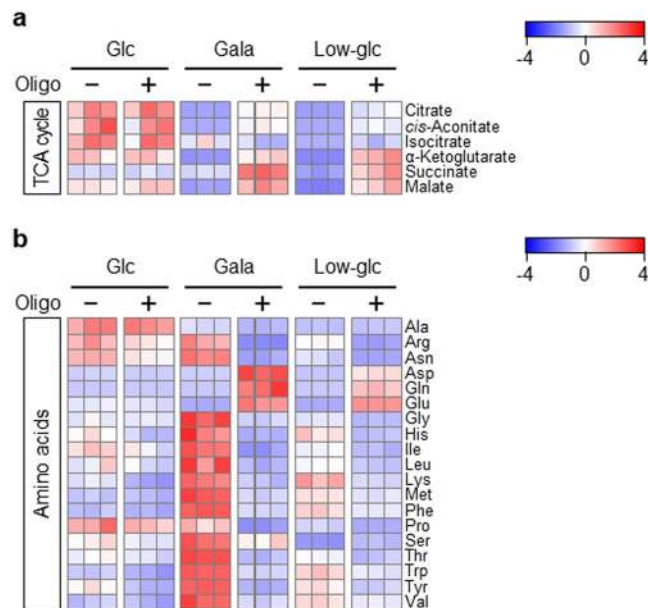 a
-4 0 4
Glc Gala Low-glc
Oligo − + − + − +
TCA cycle
Citrate
cis-Aconitate
Isocitrate
α-Ketoglutarate
Succinate
Malate
b
-4 0 4
Glc Gala Low-glc
Oligo − + − + − +
Amino acids
Ala
Arg
Asn
Asp
Gln
Glu
Gly
His
Ile
Leu
Lys
Met
Phe
Pro
Ser
Thr
Trp
Tyr
Val